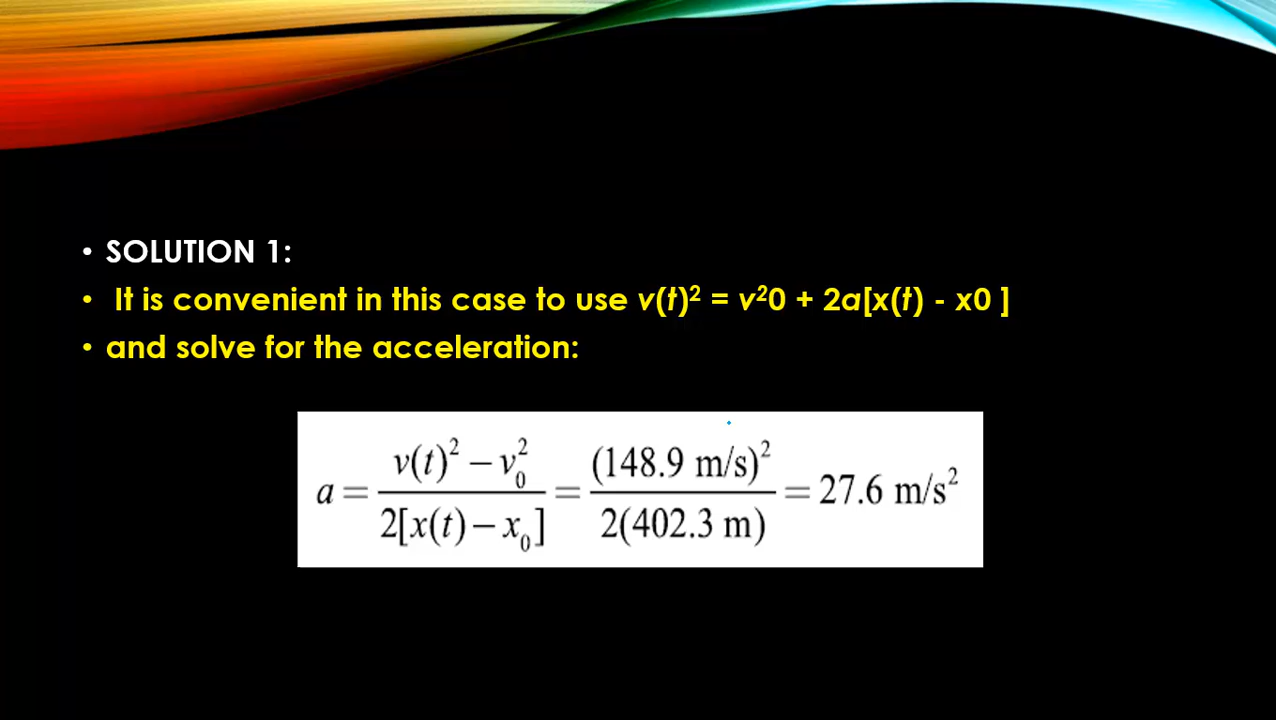 • SOLUTION 1:
• It is convenient in this case to use v(t)² = v²0 + 2a[x(t) - x0 ]
• and solve for the acceleration:
a = (v(t)² − v₀²) / (2[x(t) − x₀]) = (148.9 m/s)² / 2(402.3 m) = 27.6 m/s²